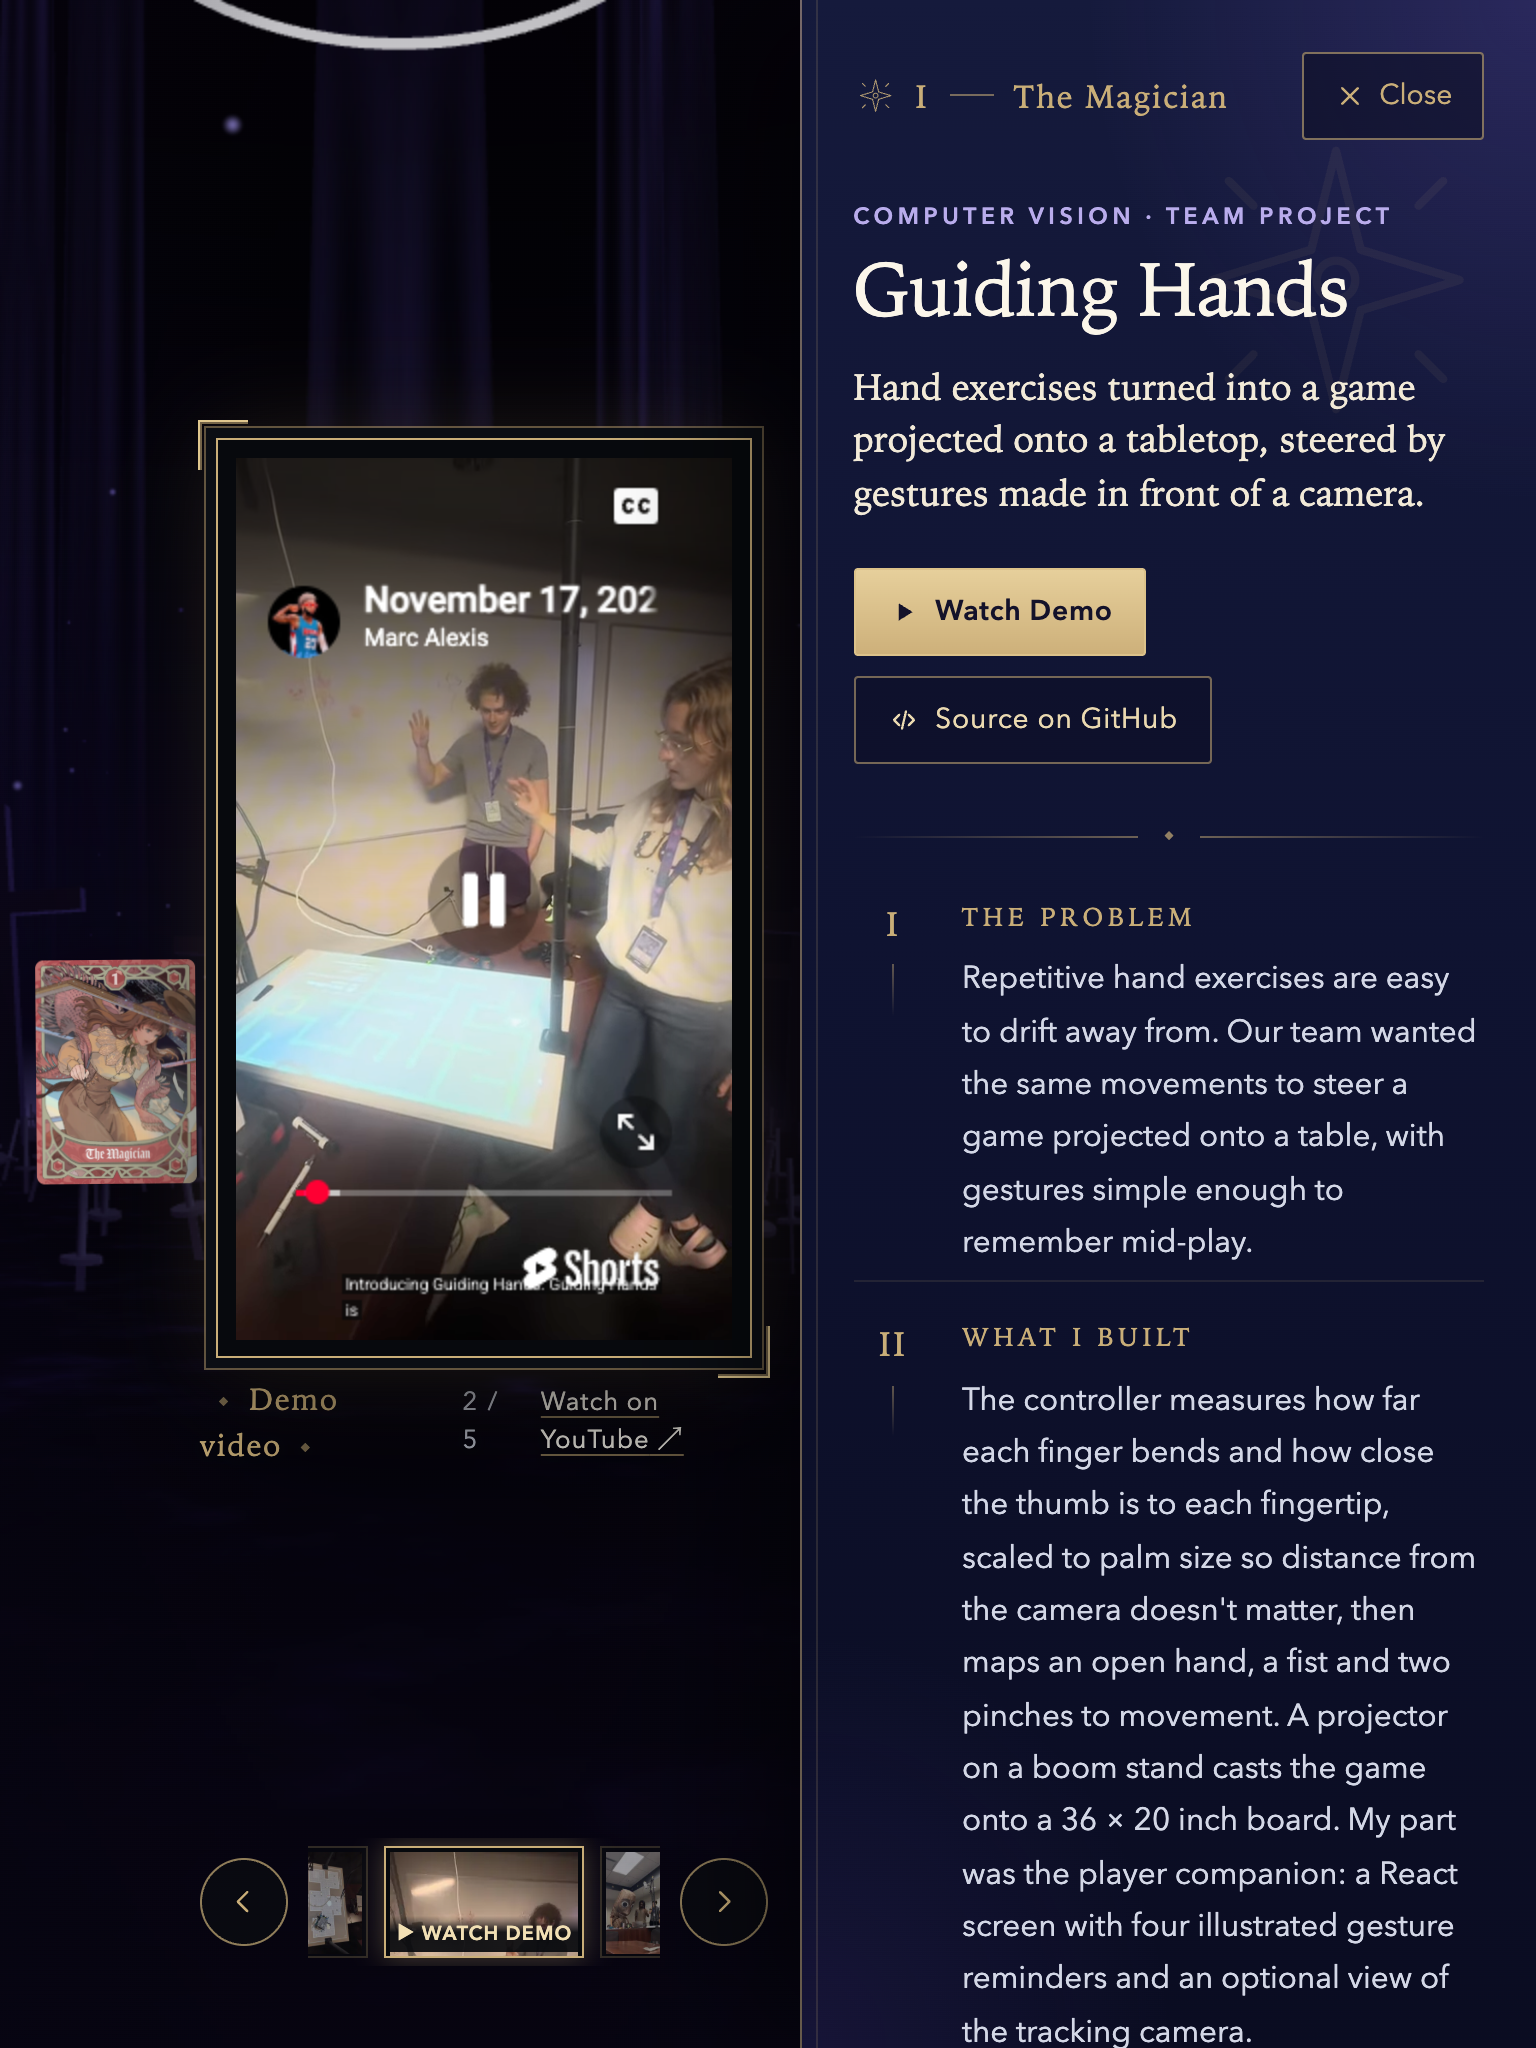 CC
November 17, 202
Marc Alexis
1
The Magician
Shorts
Introducing Guiding Hands. Guiding Hands
is
Demo
video
2 /
5
Watch on
YouTube ↗
▶ WATCH DEMO
I — The Magician
× Close
COMPUTER VISION · TEAM PROJECT
Guiding Hands
Hand exercises turned into a game
projected onto a tabletop, steered by
gestures made in front of a camera.
Watch Demo
</> Source on GitHub
I
THE PROBLEM
Repetitive hand exercises are easy
to drift away from. Our team wanted
the same movements to steer a
game projected onto a table, with
gestures simple enough to
remember mid-play.
II
WHAT I BUILT
The controller measures how far
each finger bends and how close
the thumb is to each fingertip,
scaled to palm size so distance from
the camera doesn't matter, then
maps an open hand, a fist and two
pinches to movement. A projector
on a boom stand casts the game
onto a 36 × 20 inch board. My part
was the player companion: a React
screen with four illustrated gesture
reminders and an optional view of
the tracking camera.